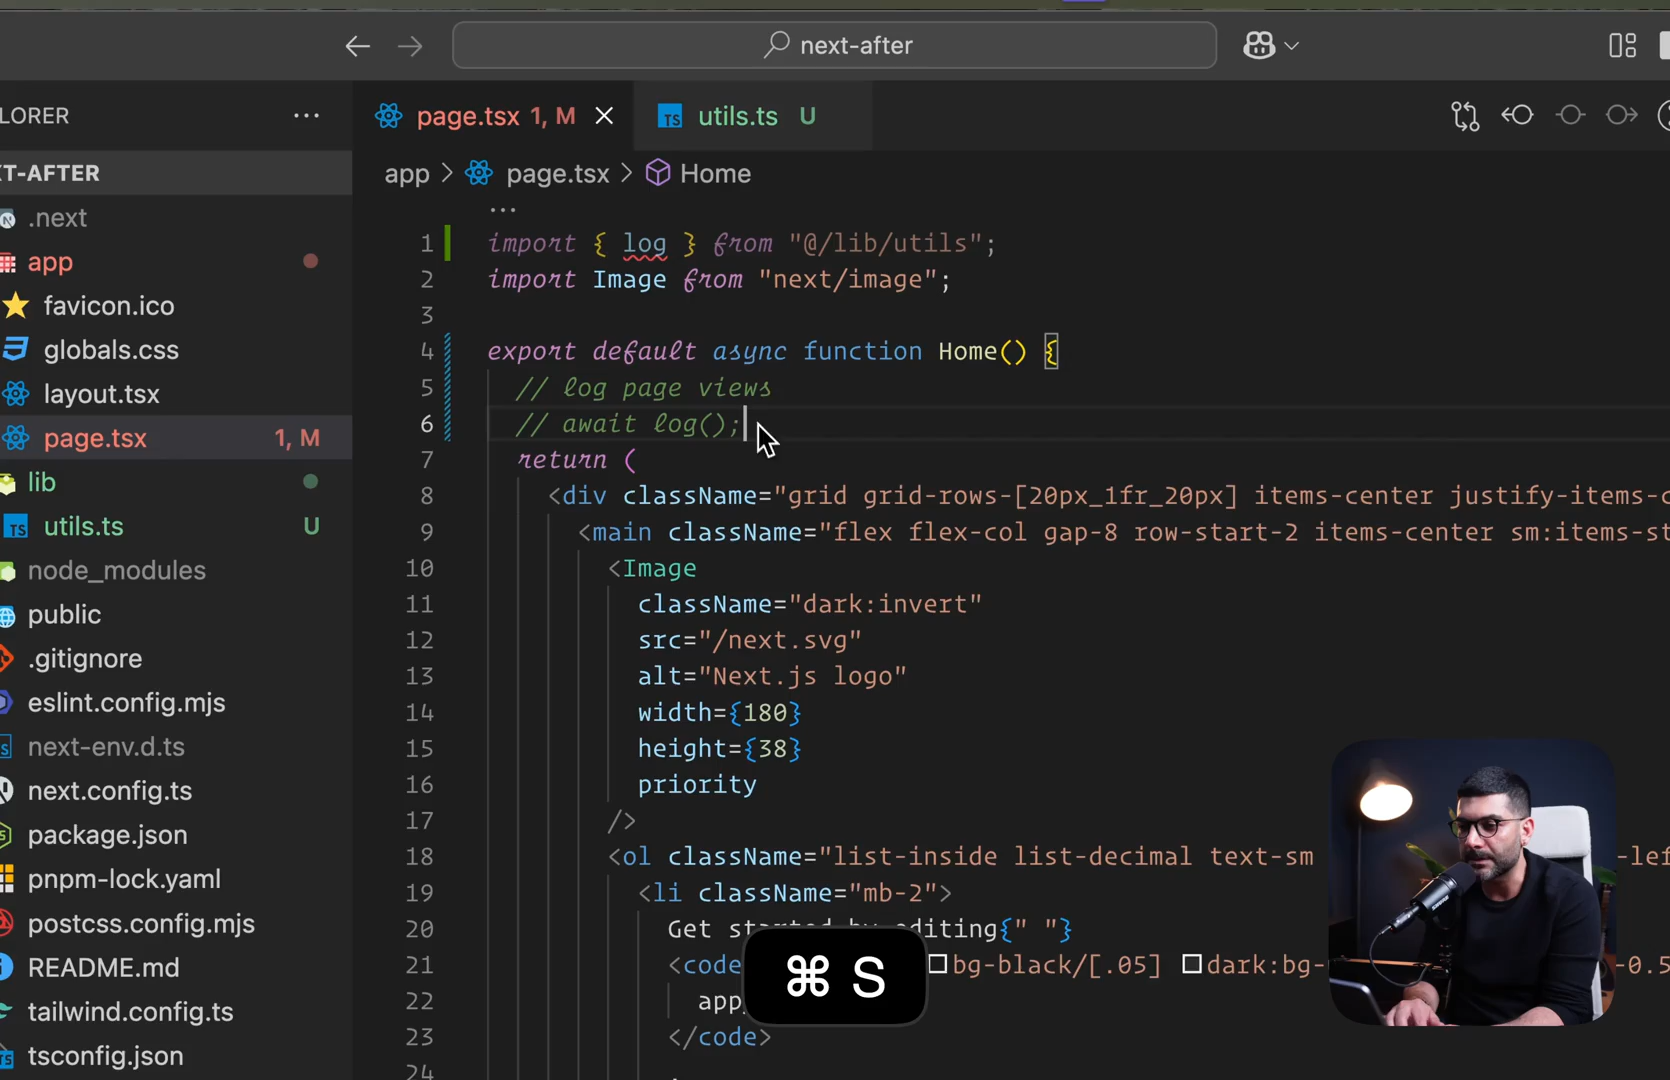 next-after
LORER
page.tsx 1, M
utils.ts U
T-AFTER
app > page.tsx > Home
.next
app
favicon.ico
globals.css
layout.tsx
page.tsx 1, M
lib
utils.ts U
node_modules
public
.gitignore
eslint.config.mjs
next-env.d.ts
next.config.ts
package.json
pnpm-lock.yaml
postcss.config.mjs
README.md
tailwind.config.ts
tsconfig.json
1 import { log } from "@/lib/utils";
2 import Image from "next/image";
3
4 export default async function Home() {
5 // log page views
6 // await log();
7 return (
8 <div className="grid grid-rows-[20px_1fr_20px] items-center justify-items-c
9 <main className="flex flex-col gap-8 row-start-2 items-center sm:items-st
10 <Image
11 className="dark:invert"
12 src="/next.svg"
13 alt="Next.js logo"
14 width={180}
15 height={38}
16 priority
17 />
18 <ol className="list-inside list-decimal text-sm -lef
19 <li className="mb-2">
20 Get started by editing{" "}
21 <code bg-black/[.05] dark:bg- -0.5
22 app
23 </code>
24
⌘ S